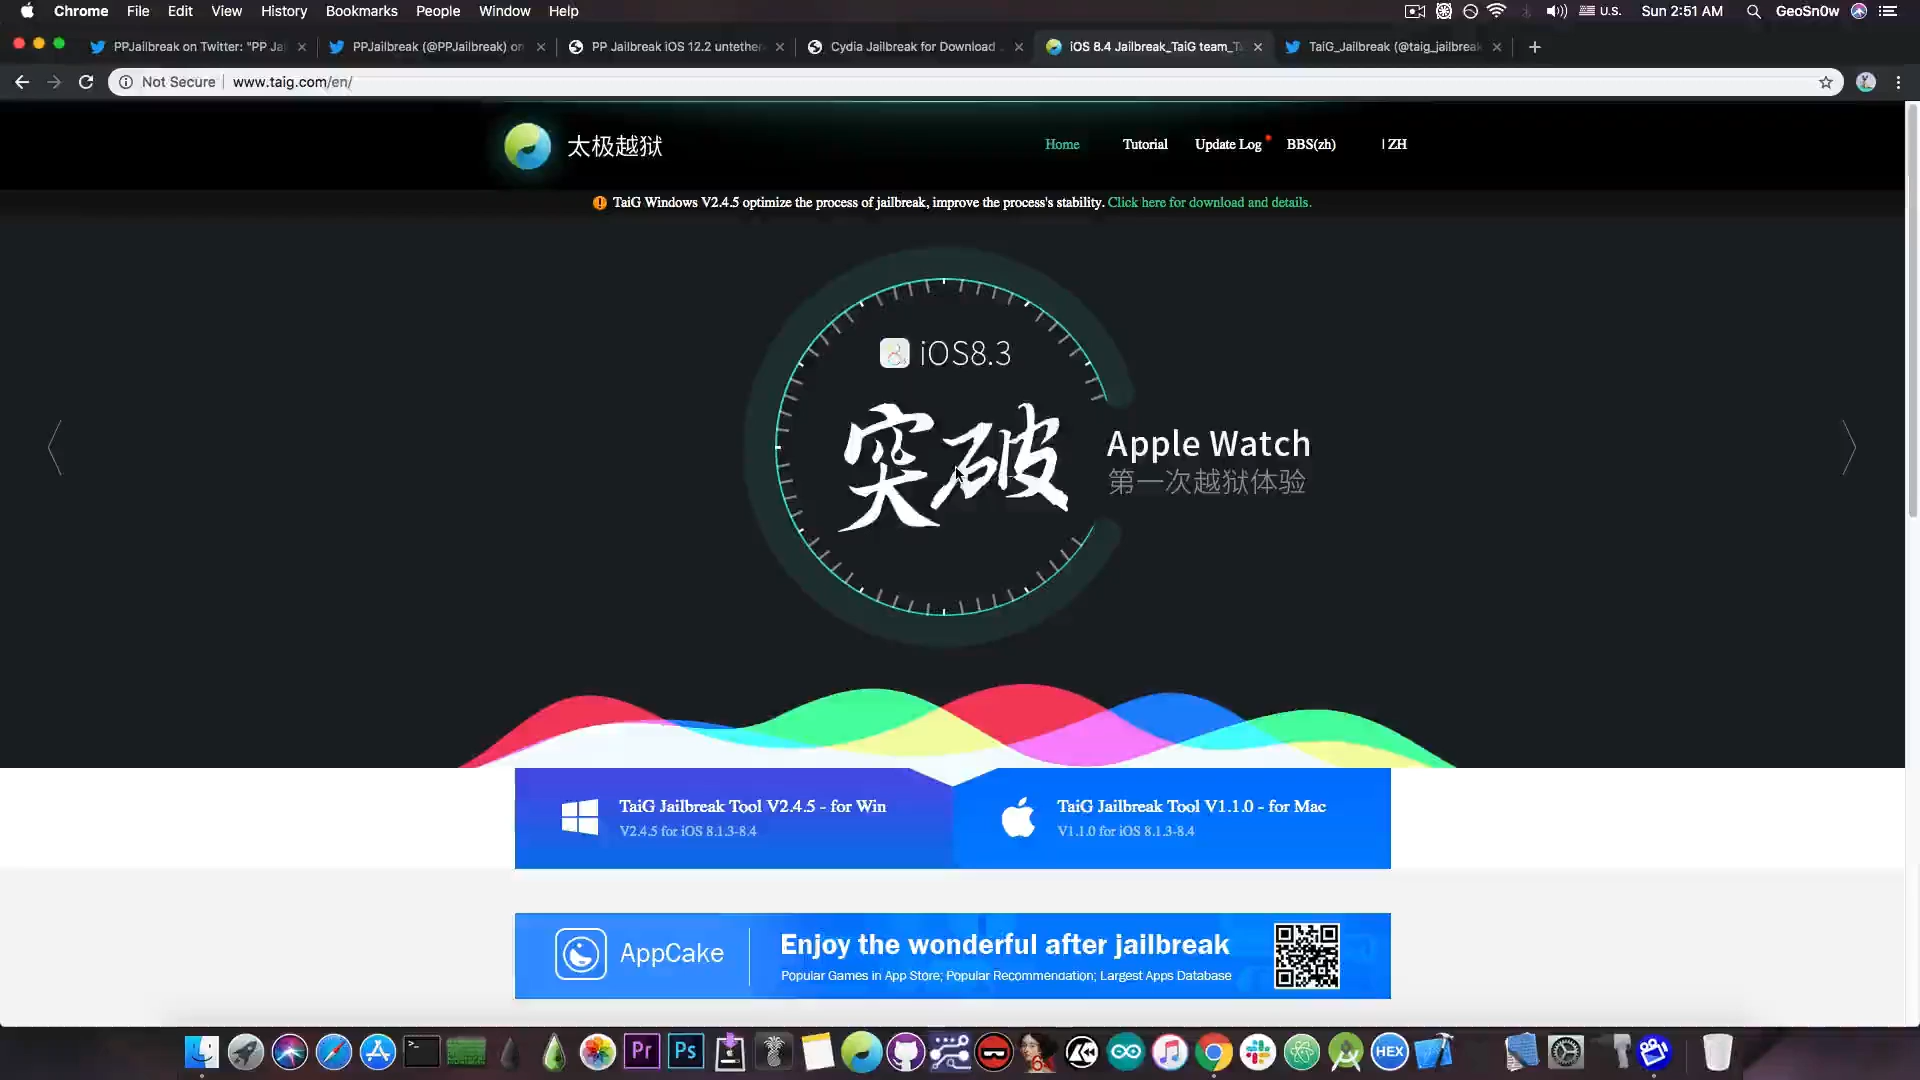 Chrome File Edit View History Bookmarks People Window Help U.S. Sun 2:51 AM GeoSn0w
PPJailbreak on Twitter: "PP Ja PPJailbreak (@PPJailbreak) on PP Jailbreak iOS 12.2 untether Cydia Jailbreak for Download iOS 8.4 Jailbreak_TaiG team_T TaiG_Jailbreak (@taig_jailbreak
Not Secure www.taig.com/en/
太极越狱 Home Tutorial Update Log BBS(zh) | ZH
TaiG Windows V2.4.5 optimize the process of jailbreak, improve the process's stability. Click here for download and details.
iOS8.3
突破
Apple Watch
第一次越狱体验
TaiG Jailbreak Tool V2.4.5 - for Win
V2.4.5 for iOS 8.1.3-8.4
TaiG Jailbreak Tool V1.1.0 - for Mac
V1.1.0 for iOS 8.1.3-8.4
AppCake
Enjoy the wonderful after jailbreak
Popular Games in App Store; Popular Recommendation; Largest Apps Database
Pr Ps HEX